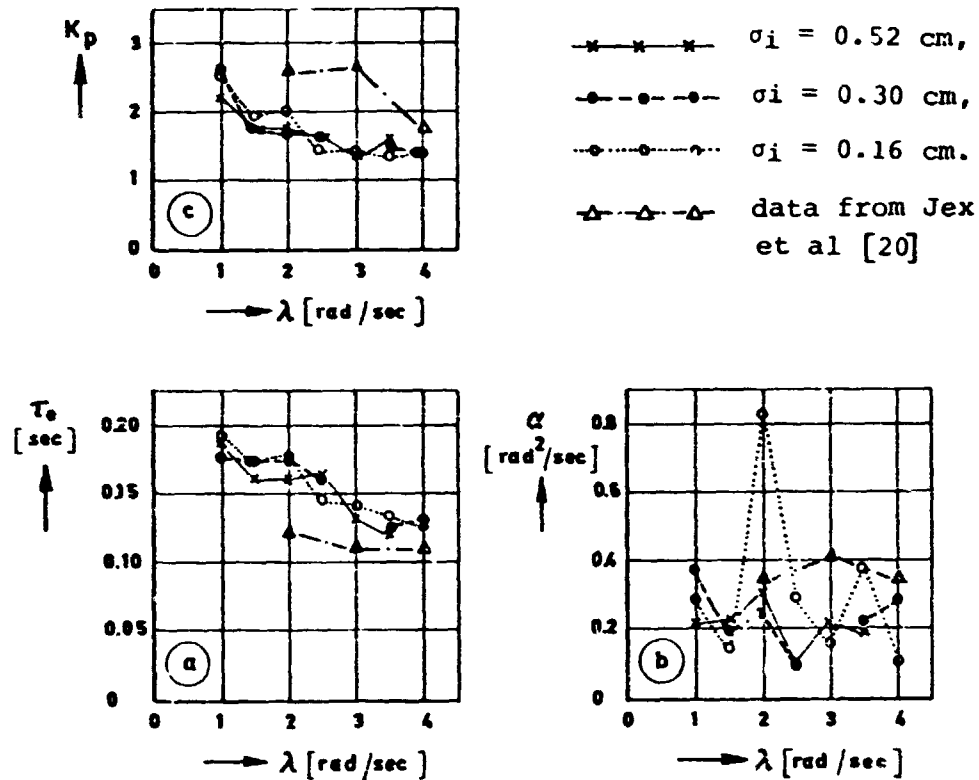 Kp
3
2
1
0
c
0 1 2 3 4
λ [rad/sec]
σi = 0.52 cm,
σi = 0.30 cm,
σi = 0.16 cm.
data from Jex
et al [20]
τe
[sec]
0.20
0.15
0.10
0.05
0
a
0 1 2 3 4
λ [rad/sec]
α
[rad²/sec]
0.8
0.6
0.4
0.2
0
b
0 1 2 3 4
λ [rad/sec]